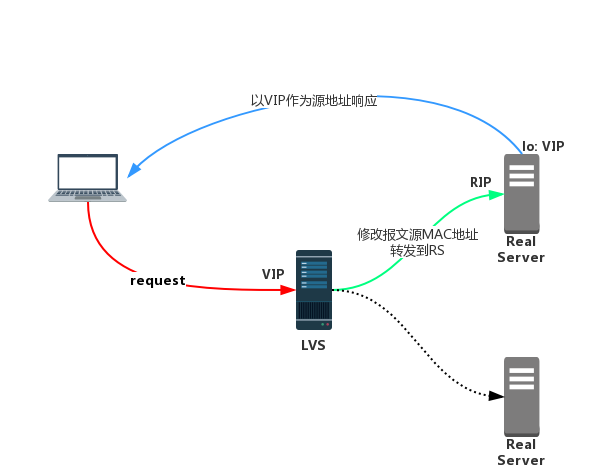 以VIP作为源地址响应
lo: VIP
RIP
修改报文源MAC地址
转发到RS
Real
Server
VIP
request
LVS
Real
Server